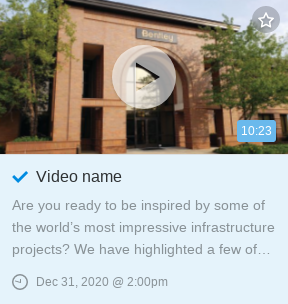 Bentley
10:23
Video name
Are you ready to be inspired by some of
the world's most impressive infrastructure
projects? We have highlighted a few of…
Dec 31, 2020 @ 2:00pm